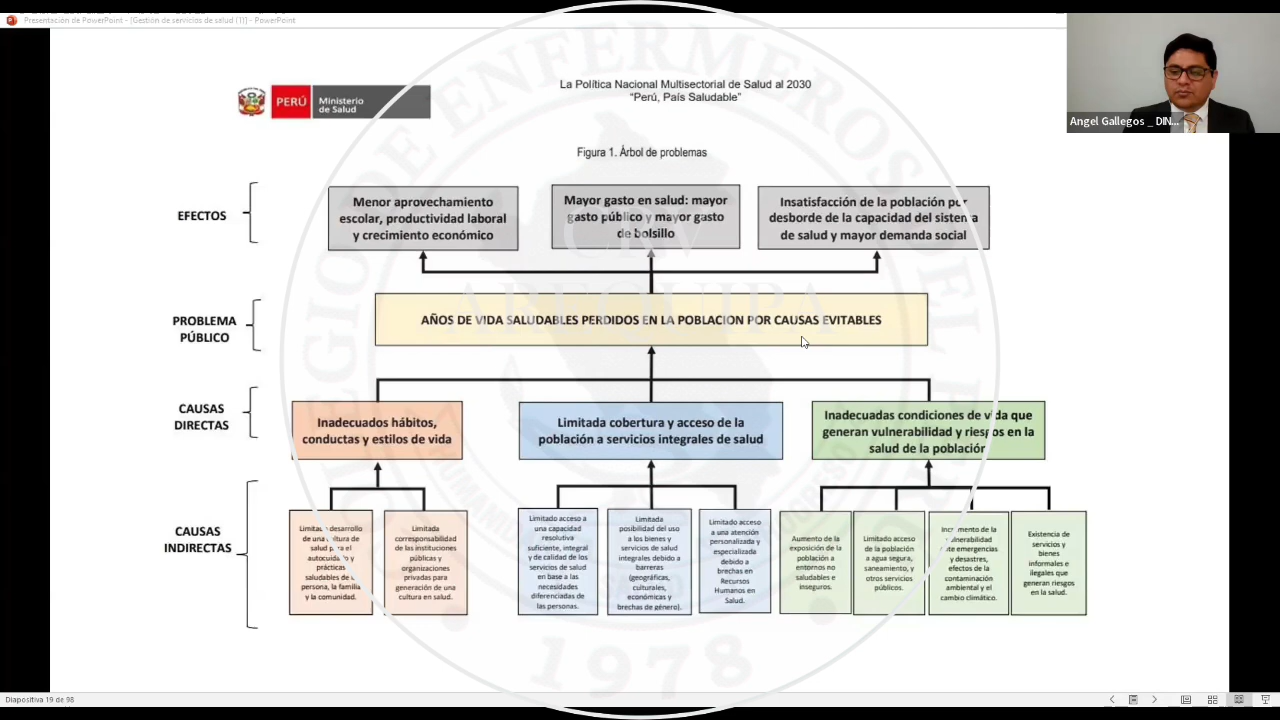 Presentación de PowerPoint - [Gestión de servicios de salud (1)] - PowerPoint
Angel Gallegos _ DIN...
PERÚ
Ministerio
de Salud
La Política Nacional Multisectorial de Salud al 2030
"Perú, País Saludable"
Figura 1. Árbol de problemas
EFECTOS
Menor aprovechamiento
escolar, productividad laboral
y crecimiento económico
Mayor gasto en salud: mayor
gasto público y mayor gasto
de bolsillo
Insatisfacción de la población por
desborde de la capacidad del sistema
de salud y mayor demanda social
PROBLEMA
PÚBLICO
AÑOS DE VIDA SALUDABLES PERDIDOS EN LA POBLACION POR CAUSAS EVITABLES
CAUSAS
DIRECTAS
Inadecuados hábitos,
conductas y estilos de vida
Limitada cobertura y acceso de la
población a servicios integrales de salud
Inadecuadas condiciones de vida que
generan vulnerabilidad y riesgos en la
salud de la población
CAUSAS
INDIRECTAS
Limitado desarrollo
de una cultura de
salud para el
autocuidado y
prácticas
saludables de la
persona, la familia
y la comunidad.
Limitada
corresponsabilidad
de las instituciones
públicas y
organizaciones
privadas para
generación de una
cultura en salud.
Limitado acceso a
una capacidad
resolutiva
suficiente, integral
y de calidad de los
servicios de salud
en base a las
necesidades
diferenciadas de
las personas.
Limitada
posibilidad del uso
a los bienes y
servicios de salud
integrales debido a
barreras
(geográficas,
culturales,
económicas y
brechas de género).
Limitado acceso
a una atención
personalizada y
especializada
debido a
brechas en
Recursos
Humanos en
Salud.
Aumento de la
exposición de la
población a
entornos no
saludables e
inseguros.
Limitado acceso
de la población
a agua segura,
saneamiento, y
otros servicios
públicos.
Incremento de la
vulnerabilidad
ante emergencias
y desastres,
efectos de la
contaminación
ambiental y el
cambio climático.
Existencia de
servicios y
bienes
informales e
ilegales que
generan riesgos
en la salud.
1978
Diapositiva 19 de 98